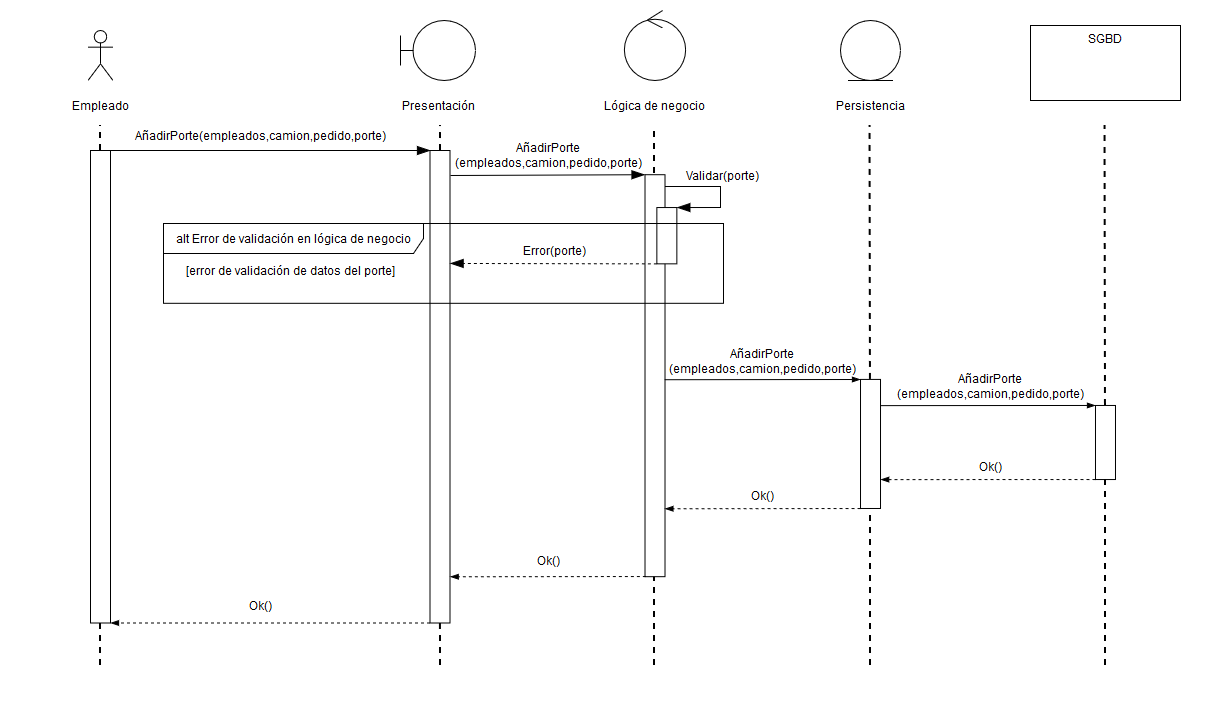 SGBD
Empleado
Presentación
Lógica de negocio
Persistencia
AñadirPorte(empleados,camion,pedido,porte)
AñadirPorte
(empleados,camion,pedido,porte)
Validar(porte)
alt Error de validación en lógica de negocio
Error(porte)
[error de validación de datos del porte]
AñadirPorte
(empleados,camion,pedido,porte)
AñadirPorte
(empleados,camion,pedido,porte)
Ok()
Ok()
Ok()
Ok()